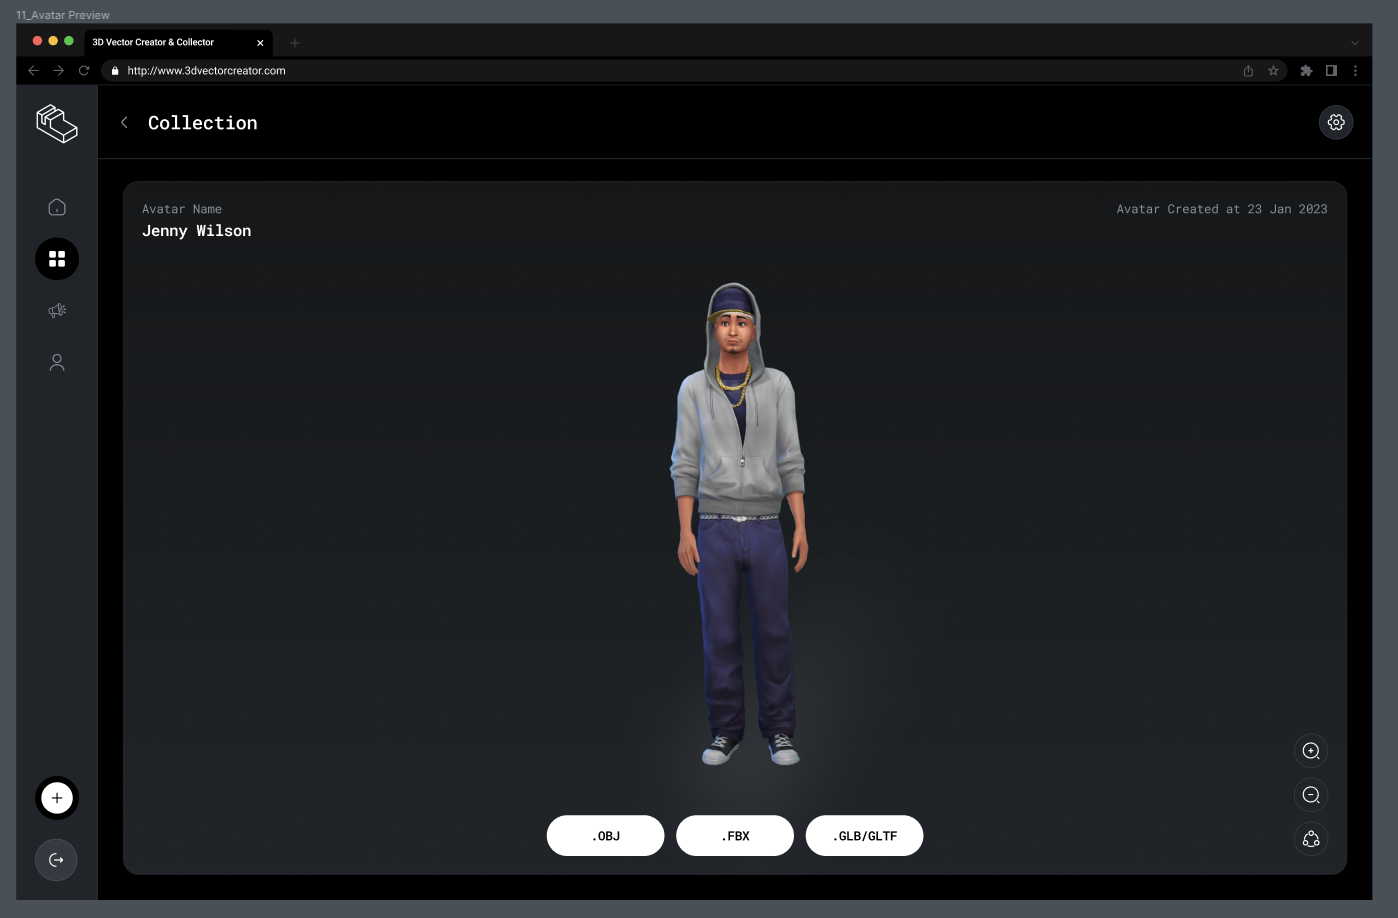 11_Avatar Preview
3D Vector Creator & Collector
http://www.3dvectorcreator.com
Collection
Avatar Name
Avatar Created at 23 Jan 2023
Jenny Wilson
.OBJ
.FBX
.GLB/GLTF